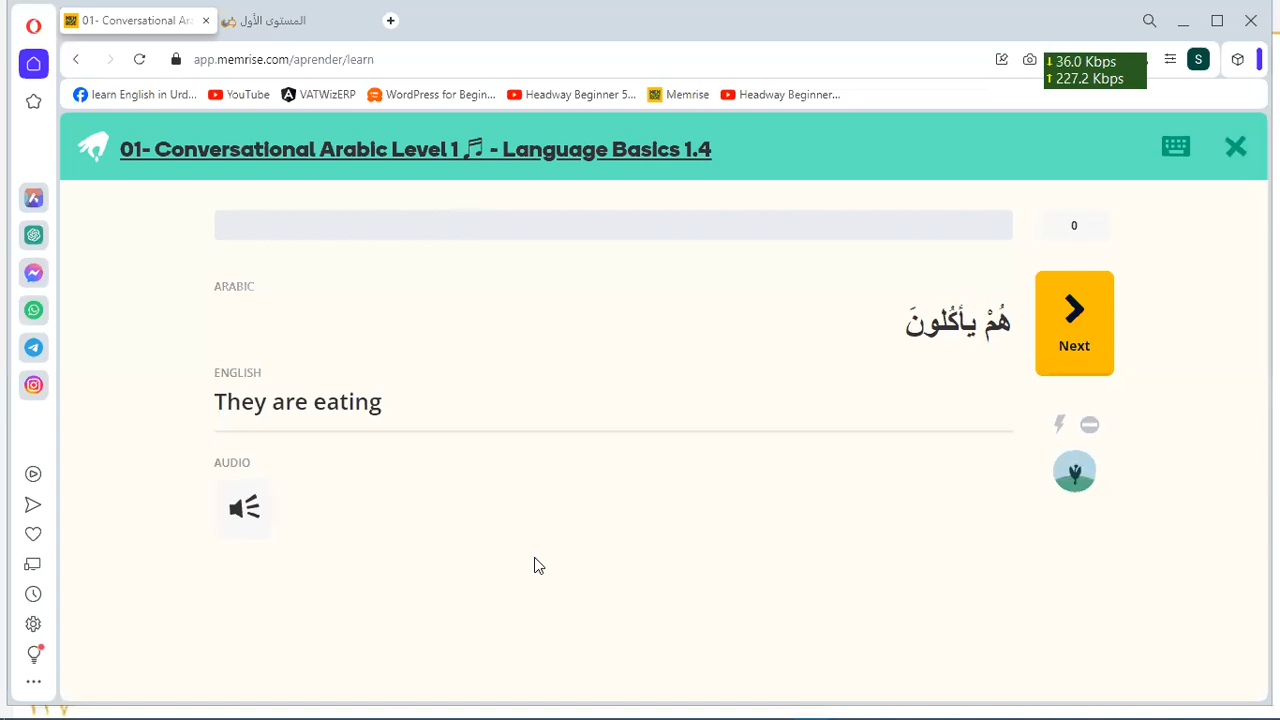 01- Conversational Ara
المستوى الأول
app.memrise.com/aprender/learn
S
36.0 Kbps
227.2 Kbps
learn English in Urd...
YouTube
VATWizERP
WordPress for Begin...
Headway Beginner 5...
Memrise
Headway Beginner...
01- Conversational Arabic Level 1 - Language Basics 1.4
0
ARABIC
هُمْ يأكُلونَ
Next
ENGLISH
They are eating
AUDIO